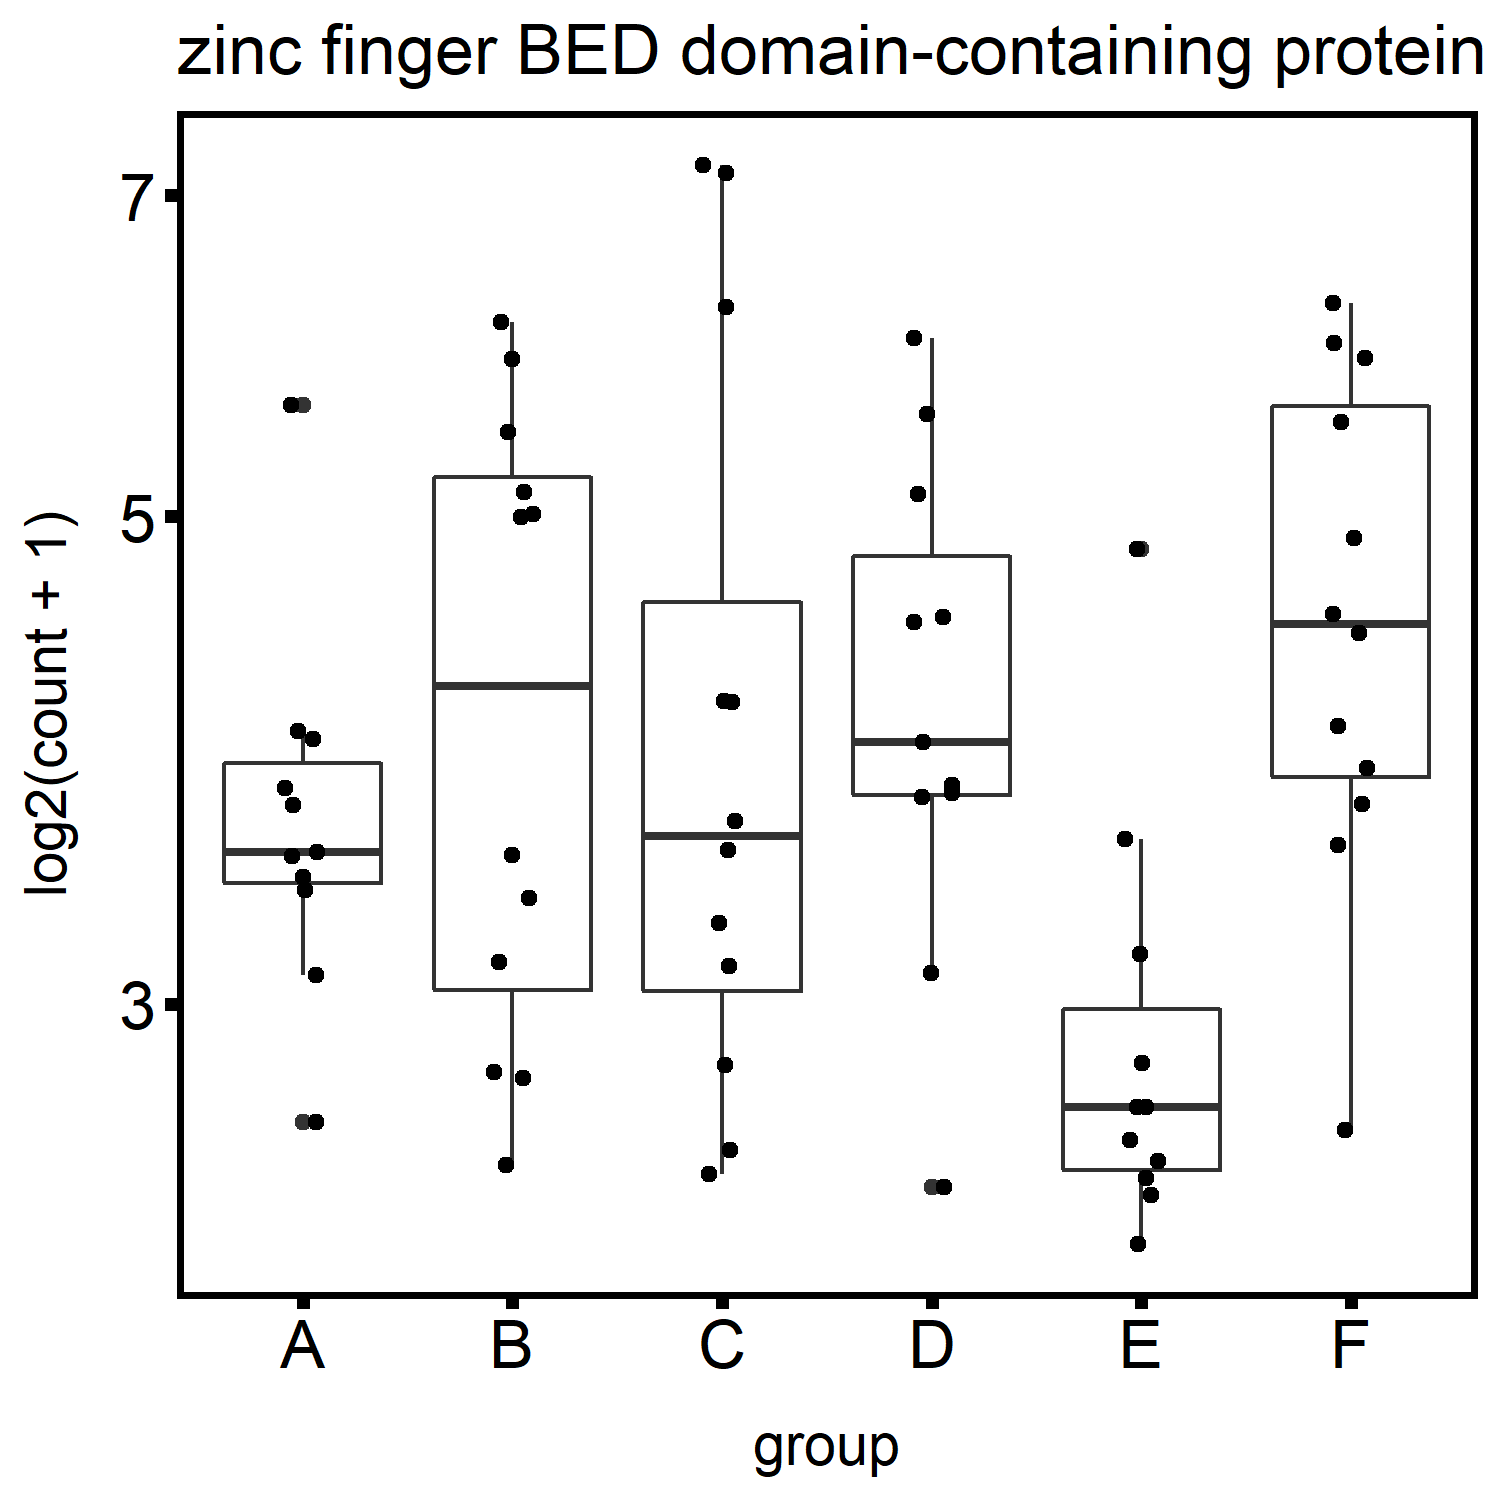 zinc finger BED domain-containing protein
7
5
3
log2(count + 1)
A B C D E F
group